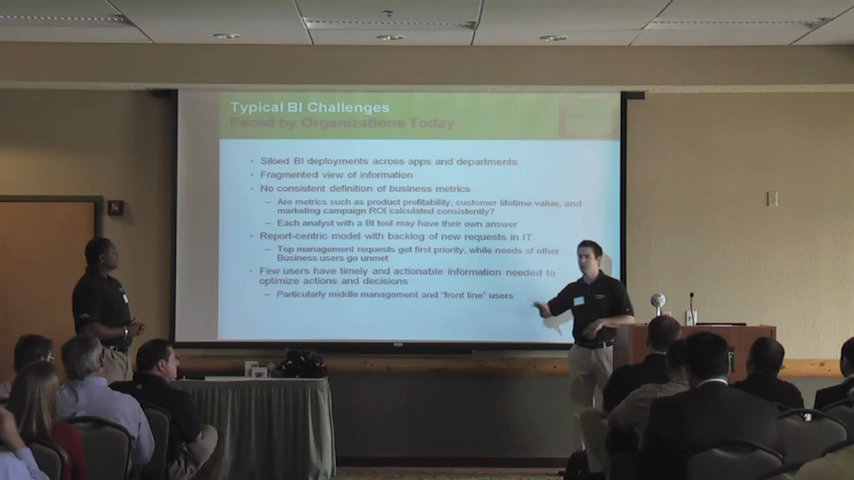 Typical BI Challenges
Faced by Organizations Today
Siloed BI deployments across apps and departments
Fragmented view of information
No consistent definition of business metrics
Are metrics such as product profitability, customer lifetime value, and
marketing campaign ROI calculated consistently?
Each analyst with a BI tool may have their own answer
Report-centric model with backlog of new requests in IT
Top management requests get first priority, while needs of other
Business users go unmet
Few users have timely and actionable information needed to
optimize actions and decisions
Particularly middle management and "front line" users